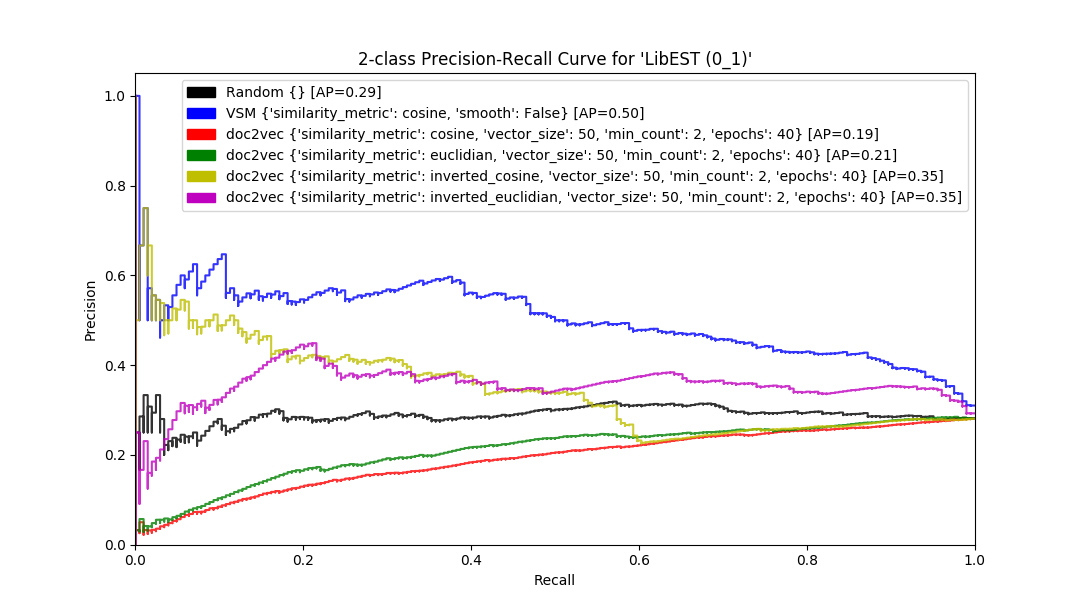 2-class Precision-Recall Curve for 'LibEST (0_1)'
Random {} [AP=0.29]
VSM {'similarity_metric': cosine, 'smooth': False} [AP=0.50]
doc2vec {'similarity_metric': cosine, 'vector_size': 50, 'min_count': 2, 'epochs': 40} [AP=0.19]
doc2vec {'similarity_metric': euclidian, 'vector_size': 50, 'min_count': 2, 'epochs': 40} [AP=0.21]
doc2vec {'similarity_metric': inverted_cosine, 'vector_size': 50, 'min_count': 2, 'epochs': 40} [AP=0.35]
doc2vec {'similarity_metric': inverted_euclidian, 'vector_size': 50, 'min_count': 2, 'epochs': 40} [AP=0.35]
Precision
1.0
0.8
0.6
0.4
0.2
0.0
0.0 0.2 0.4 0.6 0.8 1.0
Recall